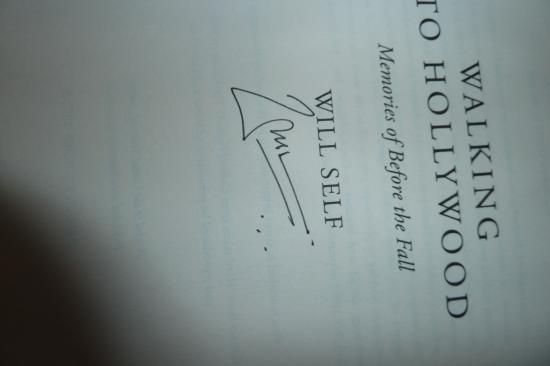 WALKING
TO HOLLYWOOD
Memories of Before the Fall
WILL SELF